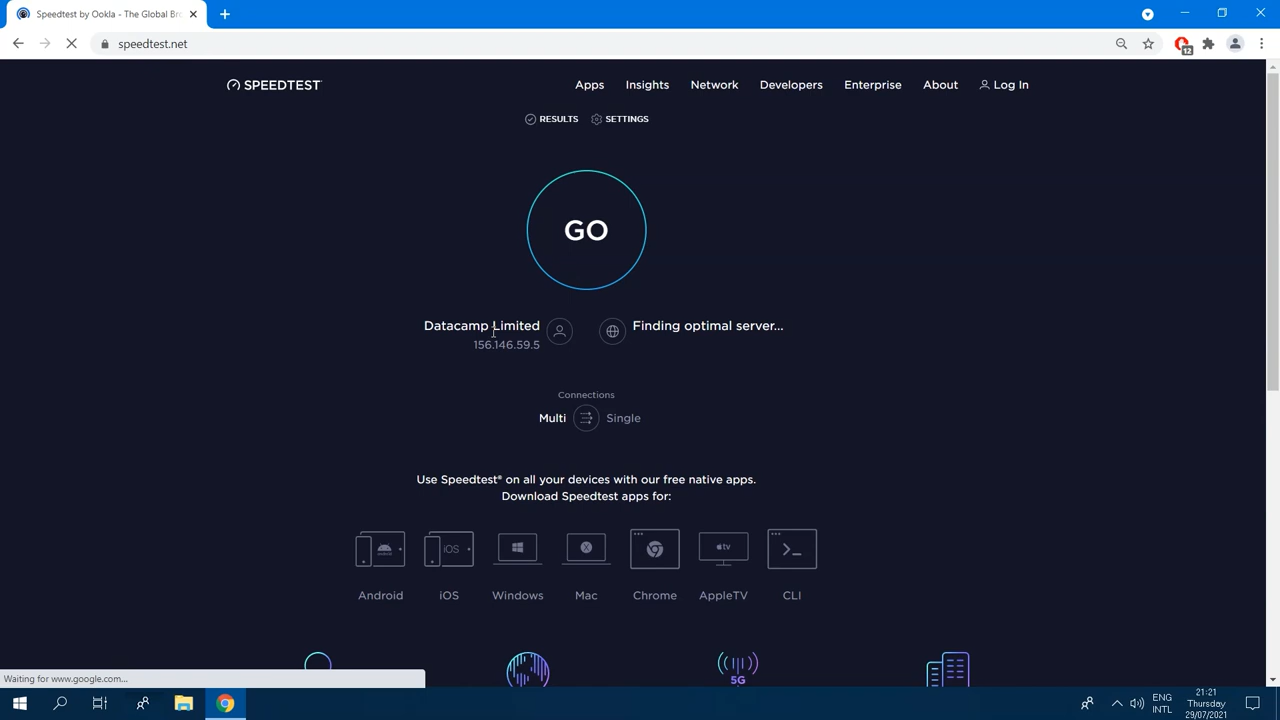 Speedtest by Ookla - The Global Br
speedtest.net
12
SPEEDTEST
Apps
Insights
Network
Developers
Enterprise
About
Log In
RESULTS
SETTINGS
GO
Datacamp Limited
156.146.59.5
Finding optimal server...
Connections
Multi
Single
Use Speedtest® on all your devices with our free native apps.
Download Speedtest apps for:
iOS
tv
Android
iOS
Windows
Mac
Chrome
AppleTV
CLI
5G
Waiting for www.google.com...
ENG
INTL
21:21
Thursday
29/07/2021